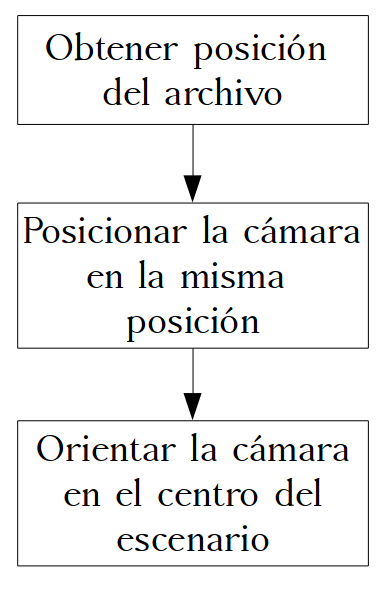 Obtener posición
del archivo
Posicionar la cámara
en la misma
posición
Orientar la cámara
en el centro del
escenario